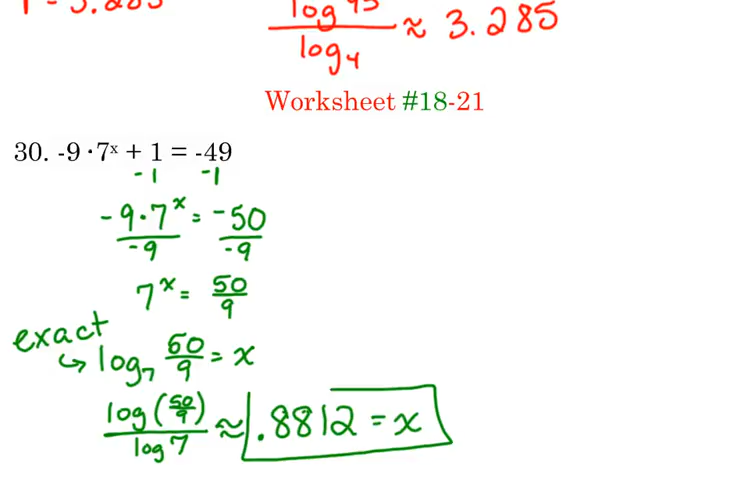 log 95
log 4 ≈ 3.285
Worksheet #18-21
30. -9·7ˣ + 1 = -49
-1 -1
-9·7ˣ = -50
-9 -9
7ˣ = 50/9
exact
↳ log₇ 50/9 = x
log(50/9)/log 7 ≈ .8812 = x